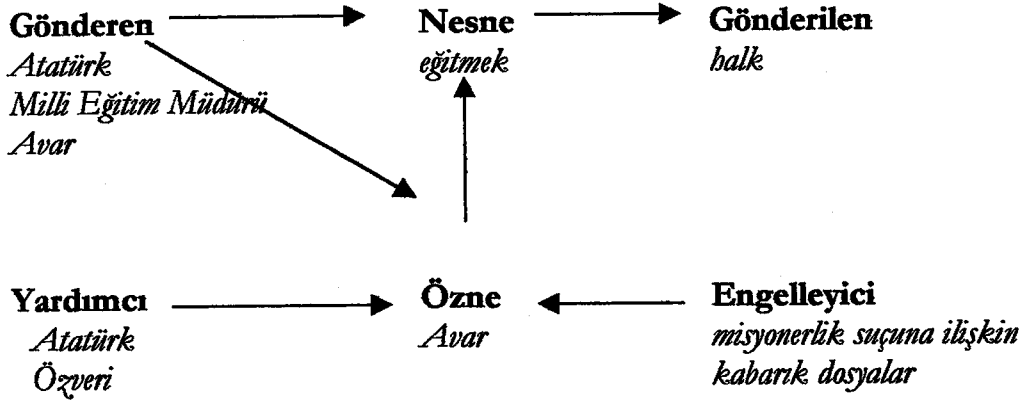 Gönderen
Atatürk
Milli Eğitim Müdürü
Avar
Nesne
eğitmek
Gönderilen
halk
Yardımcı
Atatürk
Özveri
Özne
Avar
Engelleyici
misyonerlik suçuna ilişkin
kabarık dosyalar